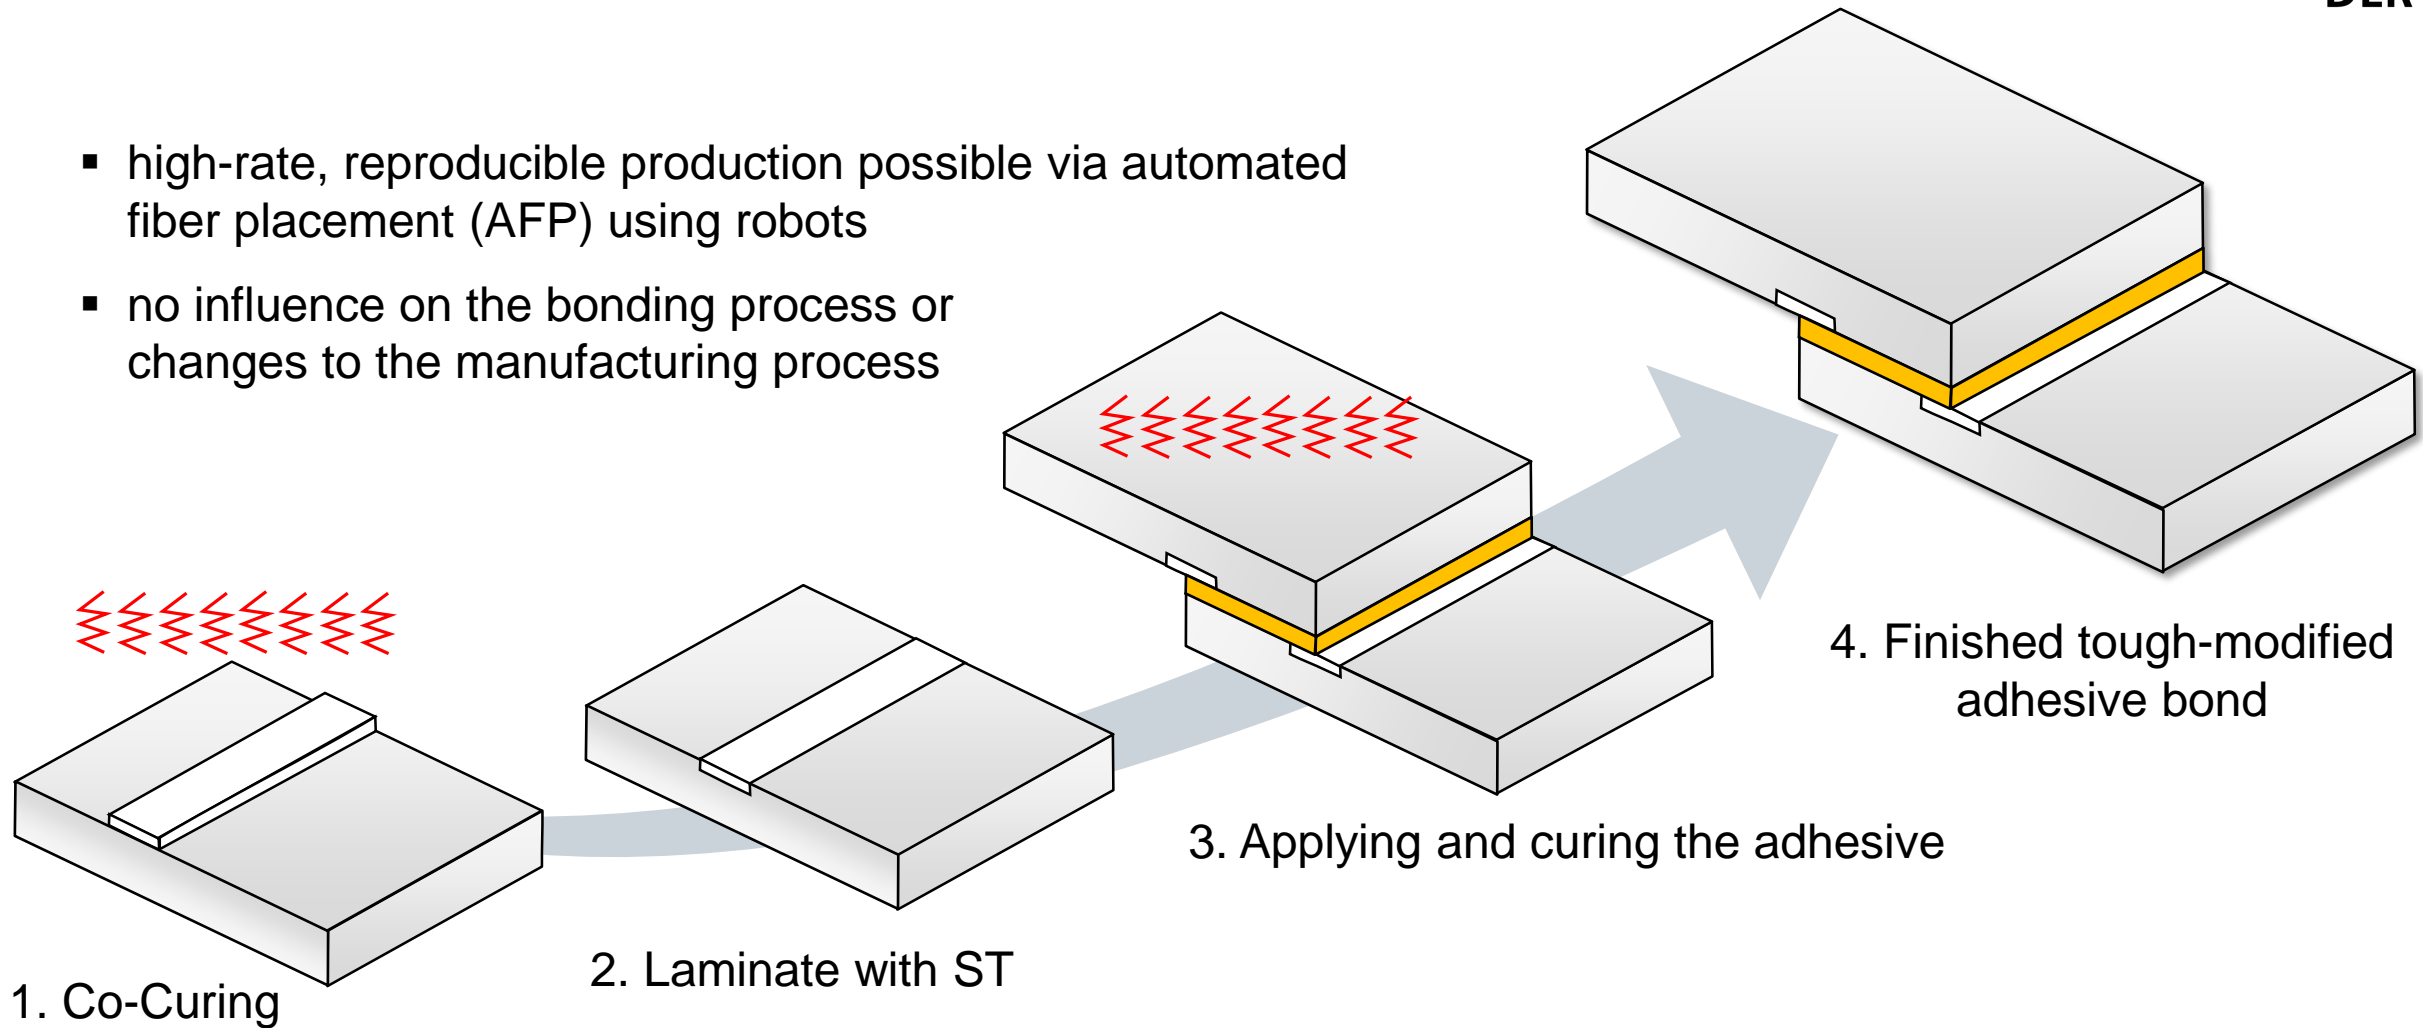 DLR
▪ high-rate, reproducible production possible via automated
fiber placement (AFP) using robots
▪ no influence on the bonding process or
changes to the manufacturing process
4. Finished tough-modified
adhesive bond
3. Applying and curing the adhesive
2. Laminate with ST
1. Co-Curing